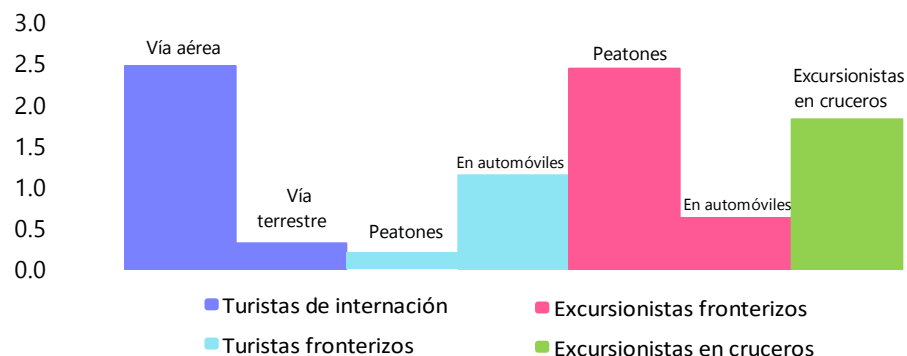 3.0
2.5
2.0
1.5
1.0
0.5
0.0
Vía aérea
Vía
terrestre
Peatones
En automóviles
Peatones
En automóviles
Excursionistas
en cruceros
Turistas de internación
Excursionistas fronterizos
Turistas fronterizos
Excursionistas en cruceros